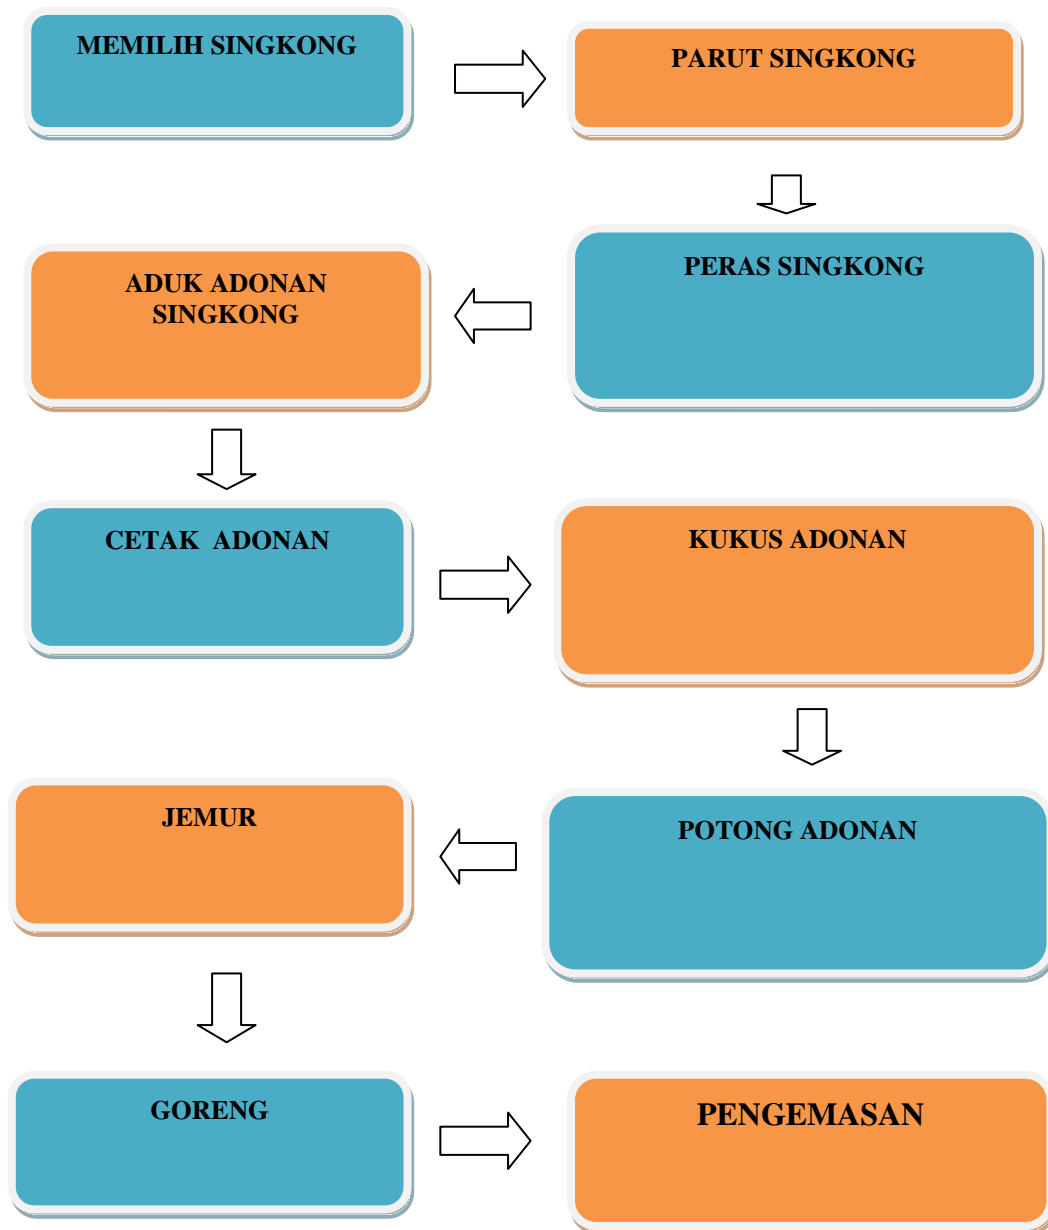 MEMILIH SINGKONG
PARUT SINGKONG
PERAS SINGKONG
ADUK ADONAN
SINGKONG
CETAK ADONAN
KUKUS ADONAN
POTONG ADONAN
JEMUR
GORENG
PENGEMASAN